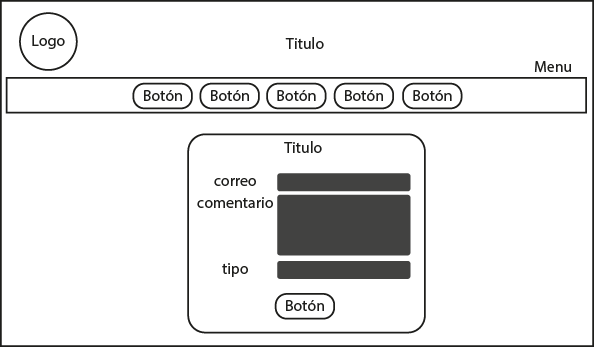 Logo
Titulo
Menu
Botón Botón Botón Botón Botón
Titulo
correo
comentario
tipo
Botón